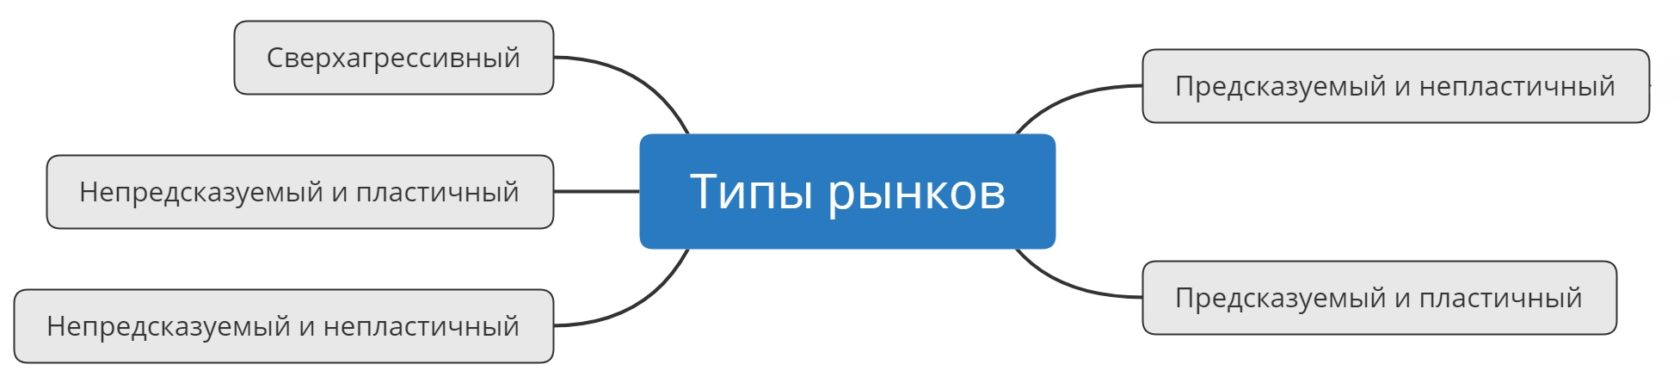 Сверхагрессивный
Предсказуемый и непластичный
Непредсказуемый и пластичный
Типы рынков
Непредсказуемый и непластичный
Предсказуемый и пластичный